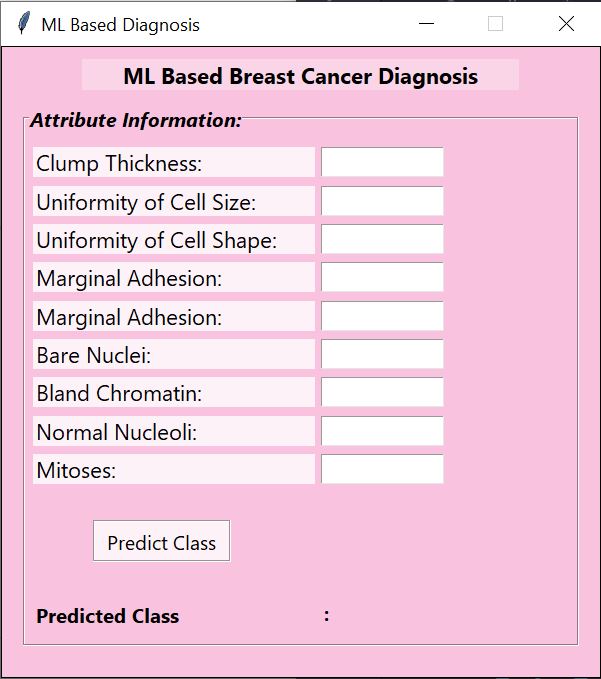 ML Based Diagnosis
ML Based Breast Cancer Diagnosis
Attribute Information:
Clump Thickness:
Uniformity of Cell Size:
Uniformity of Cell Shape:
Marginal Adhesion:
Marginal Adhesion:
Bare Nuclei:
Bland Chromatin:
Normal Nucleoli:
Mitoses:
Predict Class
Predicted Class :